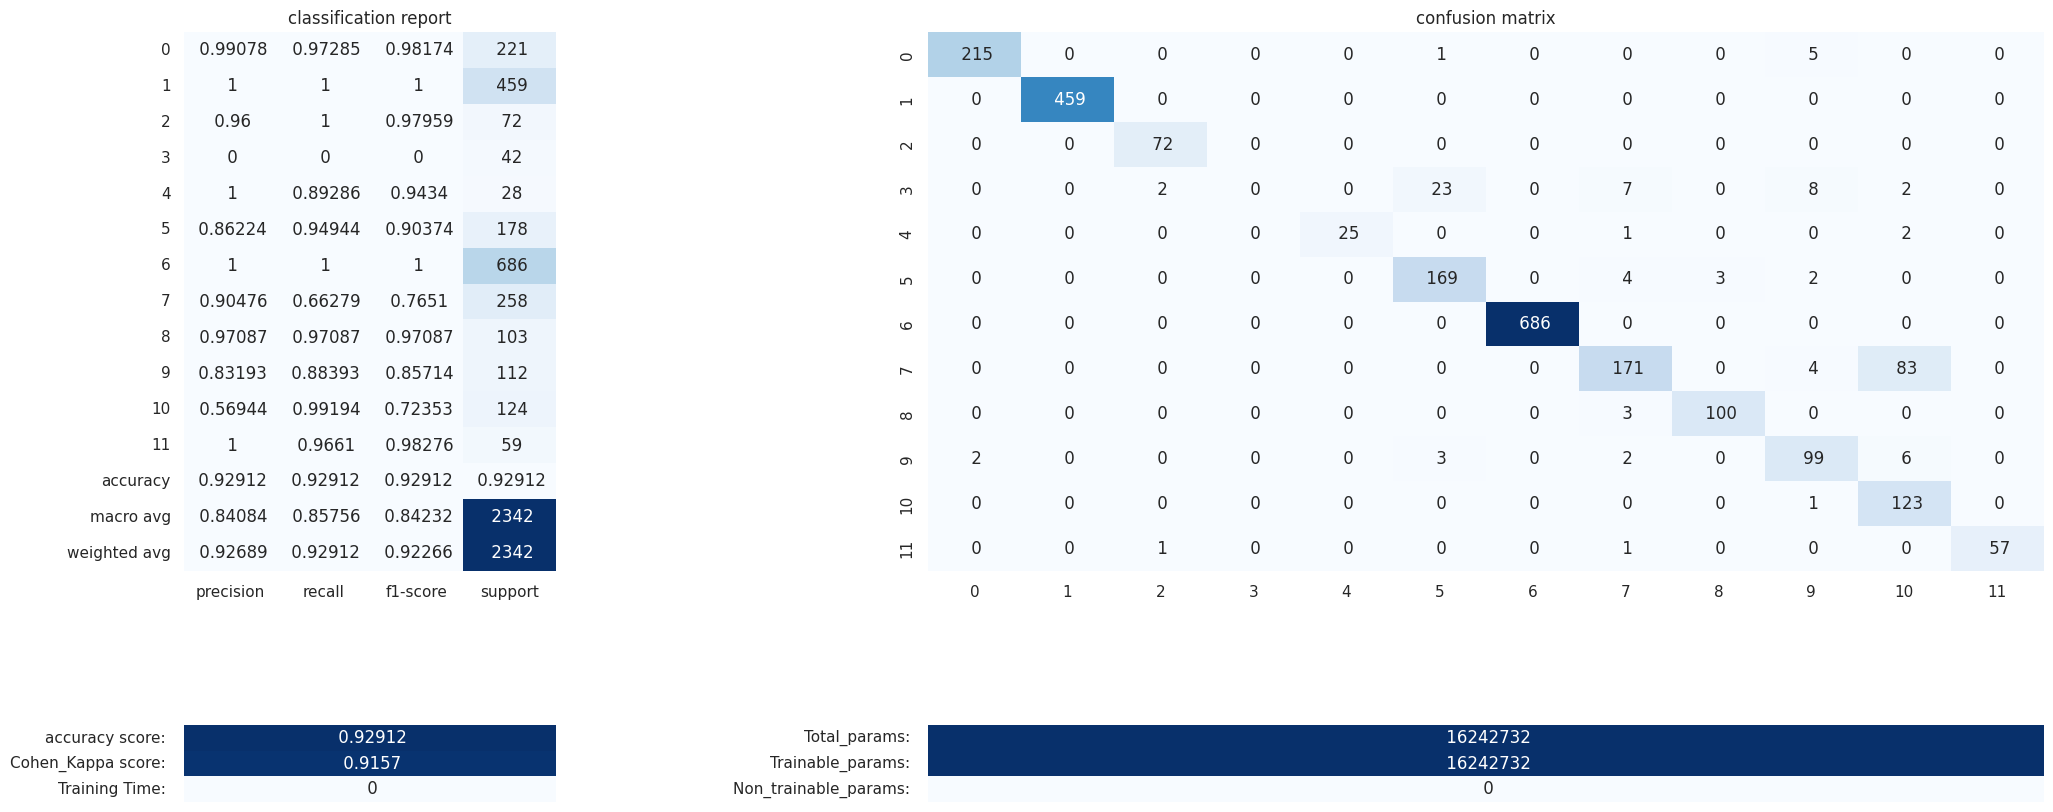 classification report
0 0.99078 0.97285 0.98174 221
1 1 1 1 459
2 0.96 1 0.97959 72
3 0 0 0 42
4 1 0.89286 0.9434 28
5 0.86224 0.94944 0.90374 178
6 1 1 1 686
7 0.90476 0.66279 0.7651 258
8 0.97087 0.97087 0.97087 103
9 0.83193 0.88393 0.85714 112
10 0.56944 0.99194 0.72353 124
11 1 0.9661 0.98276 59
accuracy 0.92912 0.92912 0.92912 0.92912
macro avg 0.84084 0.85756 0.84232 2342
weighted avg 0.92689 0.92912 0.92266 2342
precision recall f1-score support
confusion matrix
0 215 0 0 0 0 1 0 0 0 5 0 0
1 0 459 0 0 0 0 0 0 0 0 0 0
2 0 0 72 0 0 0 0 0 0 0 0 0
3 0 0 2 0 0 23 0 7 0 8 2 0
4 0 0 0 0 25 0 0 1 0 0 2 0
5 0 0 0 0 0 169 0 4 3 2 0 0
6 0 0 0 0 0 0 686 0 0 0 0 0
7 0 0 0 0 0 0 0 171 0 4 83 0
8 0 0 0 0 0 0 0 3 100 0 0 0
9 2 0 0 0 0 3 0 2 0 99 6 0
10 0 0 0 0 0 0 0 0 0 1 123 0
11 0 0 1 0 0 0 0 1 0 0 0 57
0 1 2 3 4 5 6 7 8 9 10 11
accuracy score: 0.92912
Cohen_Kappa score: 0.9157
Training Time: 0
Total_params: 16242732
Trainable_params: 16242732
Non_trainable_params: 0